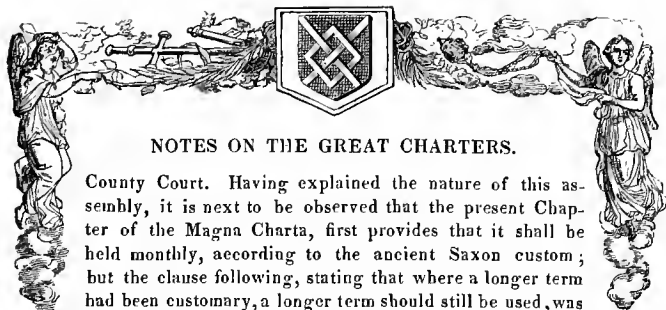 NOTES ON THE GREAT CHARTERS.
County Court. Having explained the nature of this as-
sembly, it is next to be observed that the present Chap-
ter of the Magna Charta, first provides that it shall be
held monthly, according to the ancient Saxon custom;
but the clause following, stating that where a longer term
had been customary, a longer term should still be used, was